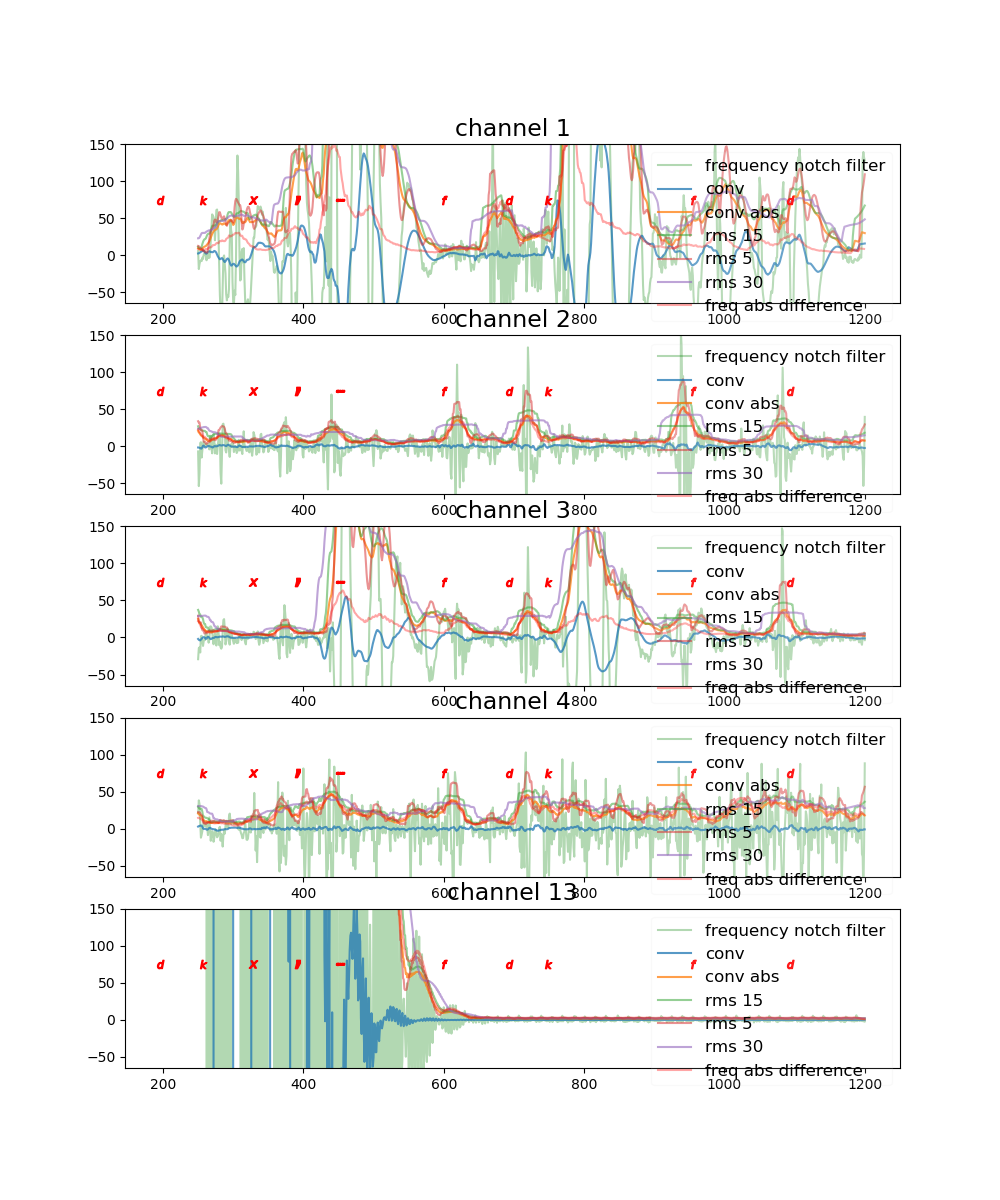 channel 1
150
100
50
0
−50
d k X , − f d k f d
frequency notch filter
conv
conv abs
rms 15
rms 5
rms 30
freq abs difference
200 400 600 800 1000 1200
channel 2
150
100
50
0
−50
d k X − f d k f d
frequency notch filter
conv
conv abs
rms 15
rms 5
rms 30
freq abs difference
200 400 600 800 1000 1200
channel 3
150
100
50
0
−50
d k X − f d k f d
frequency notch filter
conv
conv abs
rms 15
rms 5
rms 30
freq abs difference
200 400 600 800 1000 1200
channel 4
150
100
50
0
−50
d k X − f d k f d
frequency notch filter
conv
conv abs
rms 15
rms 5
rms 30
freq abs difference
200 400 600 800 1000 1200
channel 13
150
100
50
0
−50
d k X − f d k f d
frequency notch filter
conv
conv abs
rms 15
rms 5
rms 30
freq abs difference
200 400 600 800 1000 1200